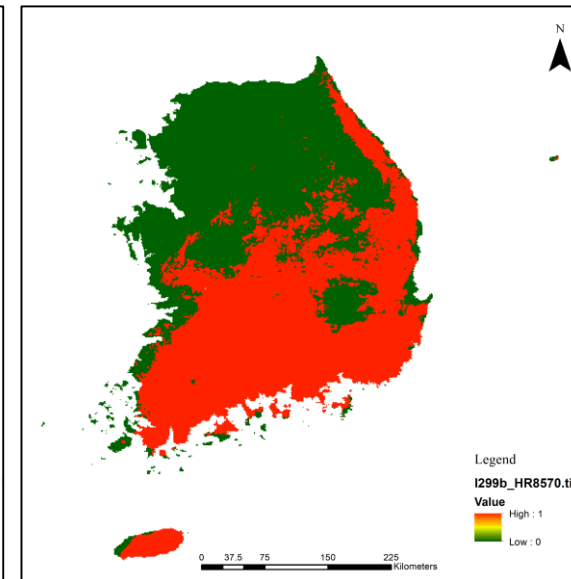 N
Legend
I299b_HR8570.ti
Value
High : 1
Low : 0
0 37.5 75 150 225
Kilometers